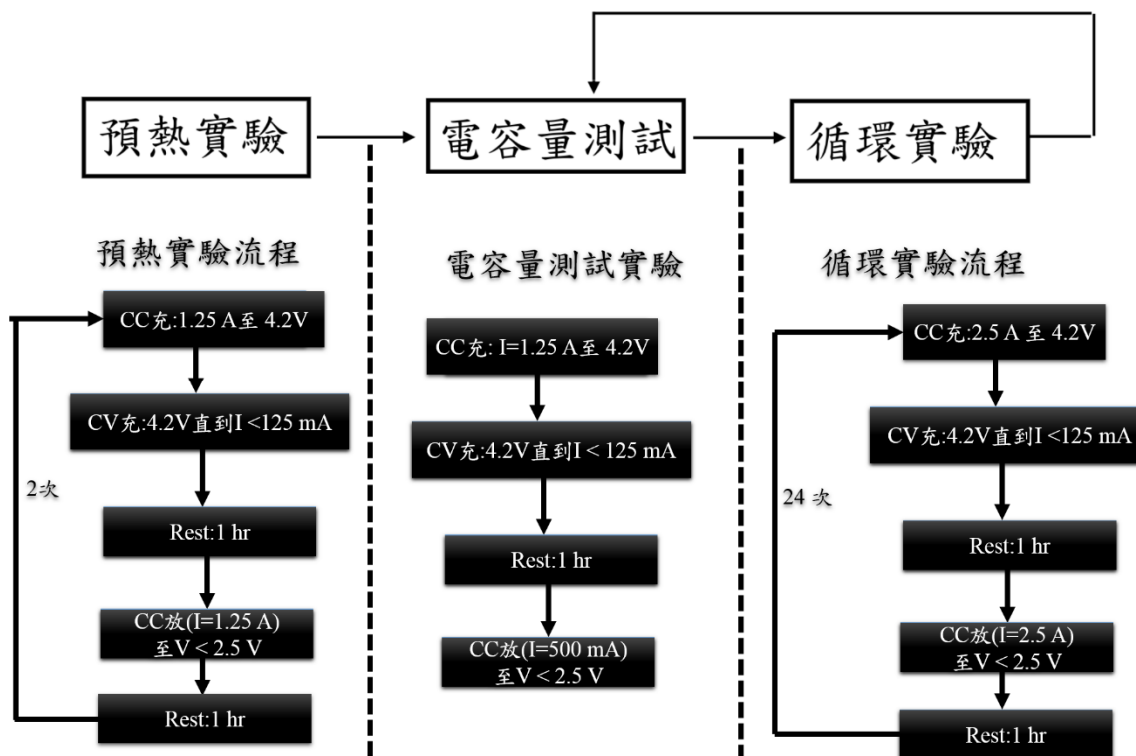 預熱實驗
電容量測試
循環實驗
預熱實驗流程
CC充:1.25 A至 4.2V
CV充:4.2V直到I <125 mA
2次
Rest:1 hr
CC放(I=1.25 A)
至V < 2.5 V
Rest:1 hr
電容量測試實驗
CC充: I=1.25 A至 4.2V
CV充:4.2V直到I < 125 mA
Rest:1 hr
CC放(I=500 mA)
至V < 2.5 V
循環實驗流程
CC充:2.5 A 至 4.2V
CV充:4.2V直到I <125 mA
24 次
Rest:1 hr
CC放(I=2.5 A)
至V < 2.5 V
Rest:1 hr